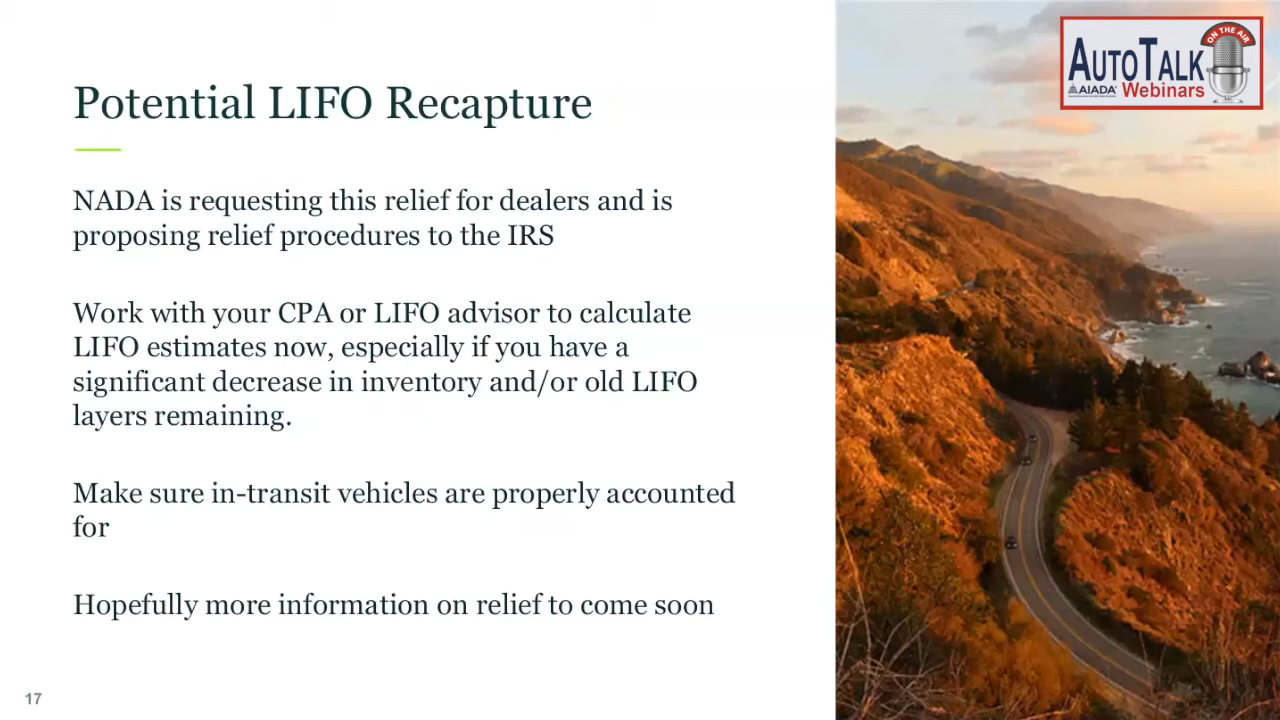 ON THE AIR
AUTOTALK
AIADA
Webinars
Potential LIFO Recapture
NADA is requesting this relief for dealers and is
proposing relief procedures to the IRS
Work with your CPA or LIFO advisor to calculate
LIFO estimates now, especially if you have a
significant decrease in inventory and/or old LIFO
layers remaining.
Make sure in-transit vehicles are properly accounted
for
Hopefully more information on relief to come soon
17